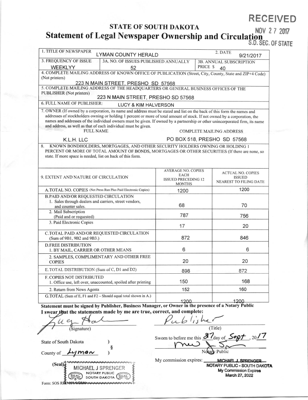 RECEIVED
NOV 27 2017
S.D. SEC. OF STATE
STATE OF SOUTH DAKOTA
Statement of Legal Newspaper Ownership and Circulation
1. TITLE OF NEWSPAPER
LYMAN COUNTY HERALD
2. DATE
9/21/2017
3. FREQUENCY OF ISSUE
WEEKLYY
3A. NO. OF ISSUES PUBLISHED ANNUALLY
52
3B. ANNUAL SUBSCRIPTION
PRICE $ 40
4. COMPLETE MAILING ADDRESS OF KNOWN OFFICE OF PUBLICATION (Street, City, County, State and ZIP+4 Code)
(Not printers)
223 N MAIN STREET, PRESHO SD 57568
5. COMPLETE MAILING ADDRESS OF THE HEADQUARTERS OR GENERAL BUSINESS OFFICES OF THE
PUBLISHER (Not printer)
223 N MAIN STREET, PRESHO SD 57568
6. FULL NAME OF PUBLISHER:
LUCY & KIM HALVERSON
7. OWNER (If owned by a corporation, its name and address must be stated and list on the back of this form the names and
addresses of stockholders owning or holding 1 percent or more of total amount of stock. If not owned by a corporation, the
names and addresses of the individual owners must be given. If owned by a partnership or other unincorporated firm, its name
and address, as well as that of each individual must be given.
FULL NAME
COMPLETE MAILING ADDRESS
K.L.H. LLC
PO BOX 518, PRESHO SD 57568
8. KNOWN BONDHOLDERS, MORTGAGEES, AND OTHER SECURITY HOLDERS OWNING OR HOLDING 1
PERCENT OR MORE OF TOTAL AMOUNT OF BONDS, MORTGAGES OR OTHER SECURITIES (If there are none, so
state. If more space is needed, list on back of this form.
9. EXTENT AND NATURE OF CIRCULATION
AVERAGE NO. COPIES
EACH
ISSUED PRECEDING 12
MONTHS
ACTUAL NO. COPIES
ISSUED
NEAREST TO FILING DATE
A. TOTAL NO. COPIES
1200
1200
B. PAID AND/OR REQUESTED CIRCULATION
1. Sales through dealers and carriers, street vendors,
and counter sales.
68
70
2. Mail Subscription
(Paid and/or requested)
787
756
3. Paid Electronic Copies
17
20
C. TOTAL PAID AND/OR REQUESTED CIRCULATION
(Sum of 9B1, 9B2 and 9B3.)
872
846
D. FREE DISTRIBUTION
1. BY MAIL, CARRIER OR OTHER MEANS
6
6
2. SAMPLES, COMPLIMENTARY AND OTHER FREE
COPIES
20
20
E. TOTAL DISTRIBUTION (Sum of C, D1 and D2)
898
872
F. COPIES NOT DISTRIBUTED
1. Office use, left over, unaccounted, spoiled after printing
150
168
2. Return from News Agents
152
160
G. TOTAL (Sum of E, F1 and F2 - Should equal total shown in A.)
1200
1200
Statement must be signed by Publisher, Business Manager, or Owner in the presence of a Notary Public
I swear that the statements made by me are true, correct, and complete:
Publisher
(Signature)
(Title)
State of South Dakota )
Sworn to before me this 27 day of Sept 2017
County of Lyman )
Notary Public
(Seal)
MICHAEL J SPRENGER
NOTARY PUBLIC
SOUTH DAKOTA
My commission expires:
MICHAEL J. SPRENGER
NOTARY PUBLIC - SOUTH DAKOTA
My Commission Expires
March 27, 2022